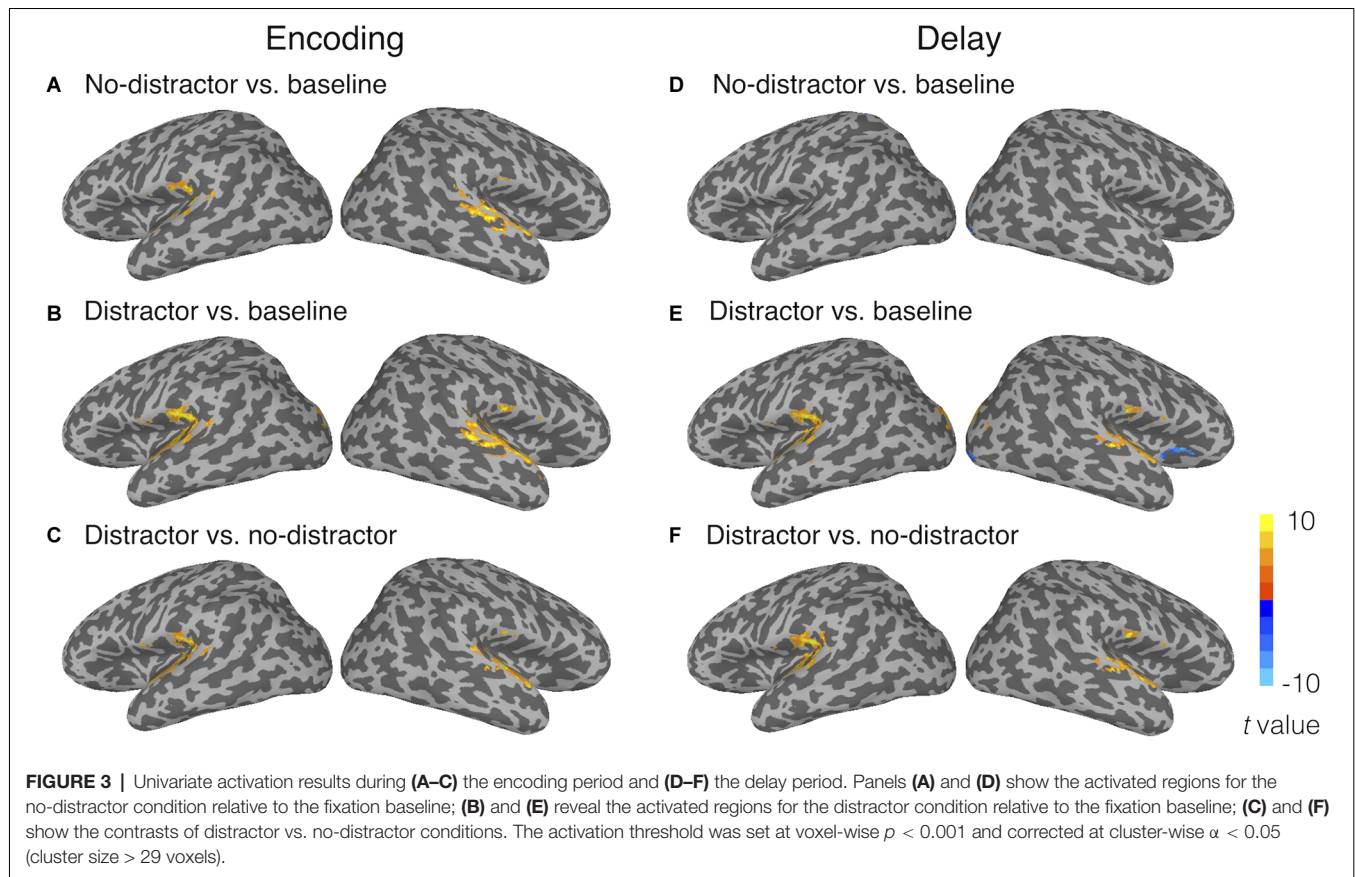 Encoding
Delay
A No-distractor vs. baseline
D No-distractor vs. baseline
B Distractor vs. baseline
E Distractor vs. baseline
C Distractor vs. no-distractor
F Distractor vs. no-distractor
10
-10
t value
FIGURE 3 | Univariate activation results during (A–C) the encoding period and (D–F) the delay period. Panels (A) and (D) show the activated regions for the
no-distractor condition relative to the fixation baseline; (B) and (E) reveal the activated regions for the distractor condition relative to the fixation baseline; (C) and (F)
show the contrasts of distractor vs. no-distractor conditions. The activation threshold was set at voxel-wise p < 0.001 and corrected at cluster-wise α < 0.05
(cluster size > 29 voxels).